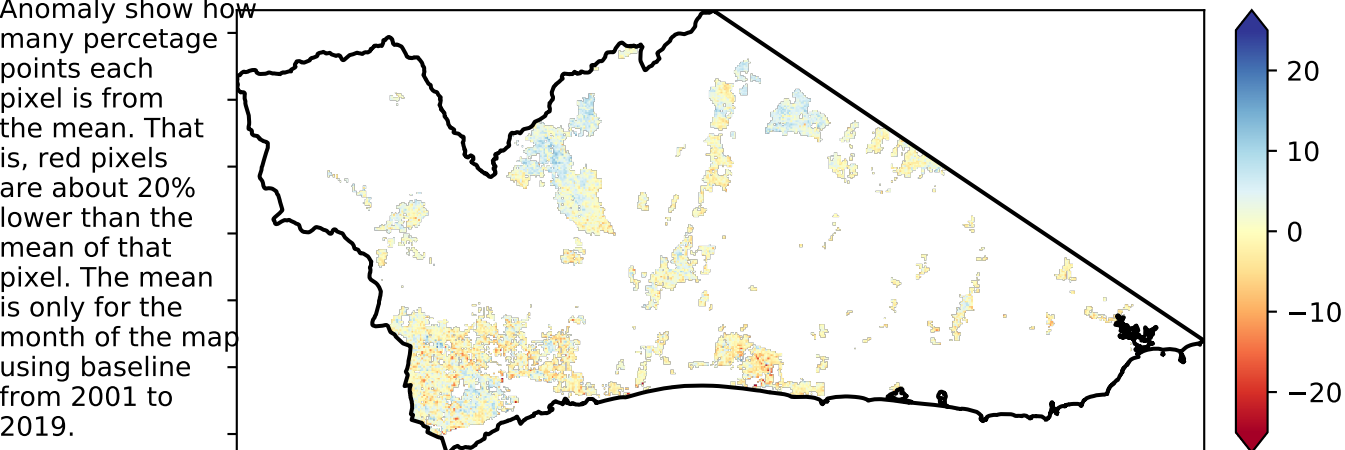 Anomaly show how
many percetage
points each
pixel is from
the mean. That
is, red pixels
are about 20%
lower than the
mean of that
pixel. The mean
is only for the
month of the map
using baseline
from 2001 to
2019.
20
10
0
−10
−20